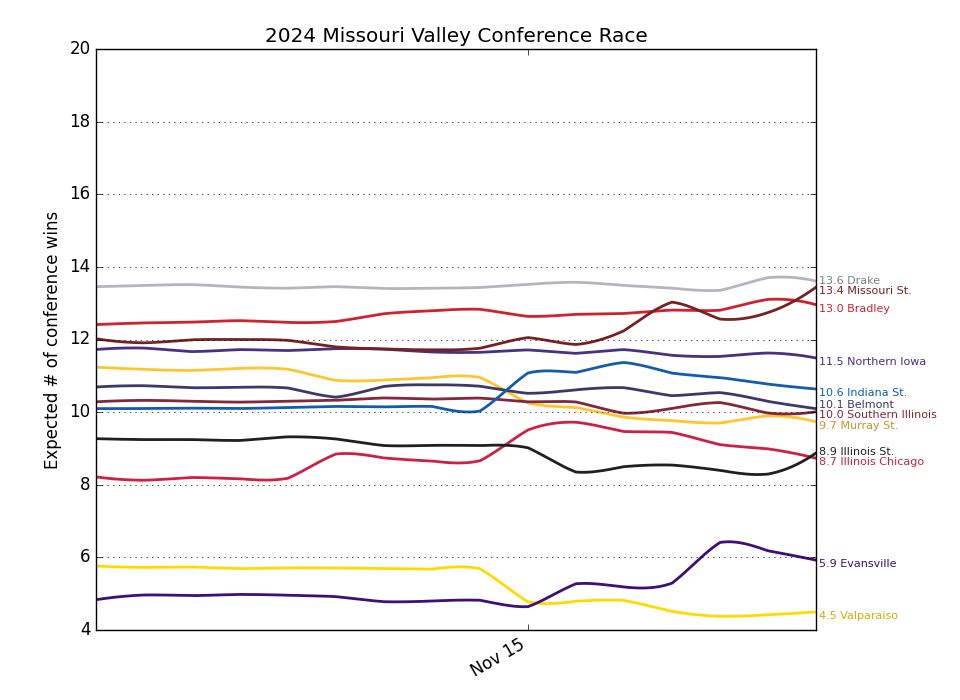 2024 Missouri Valley Conference Race
Expected # of conference wins
20
18
16
14
12
10
8
6
4
Nov 15
13.6 Drake
13.4 Missouri St.
13.0 Bradley
11.5 Northern Iowa
10.6 Indiana St.
10.1 Belmont
10.0 Southern Illinois
9.7 Murray St.
8.9 Illinois St.
8.7 Illinois Chicago
5.9 Evansville
4.5 Valparaiso